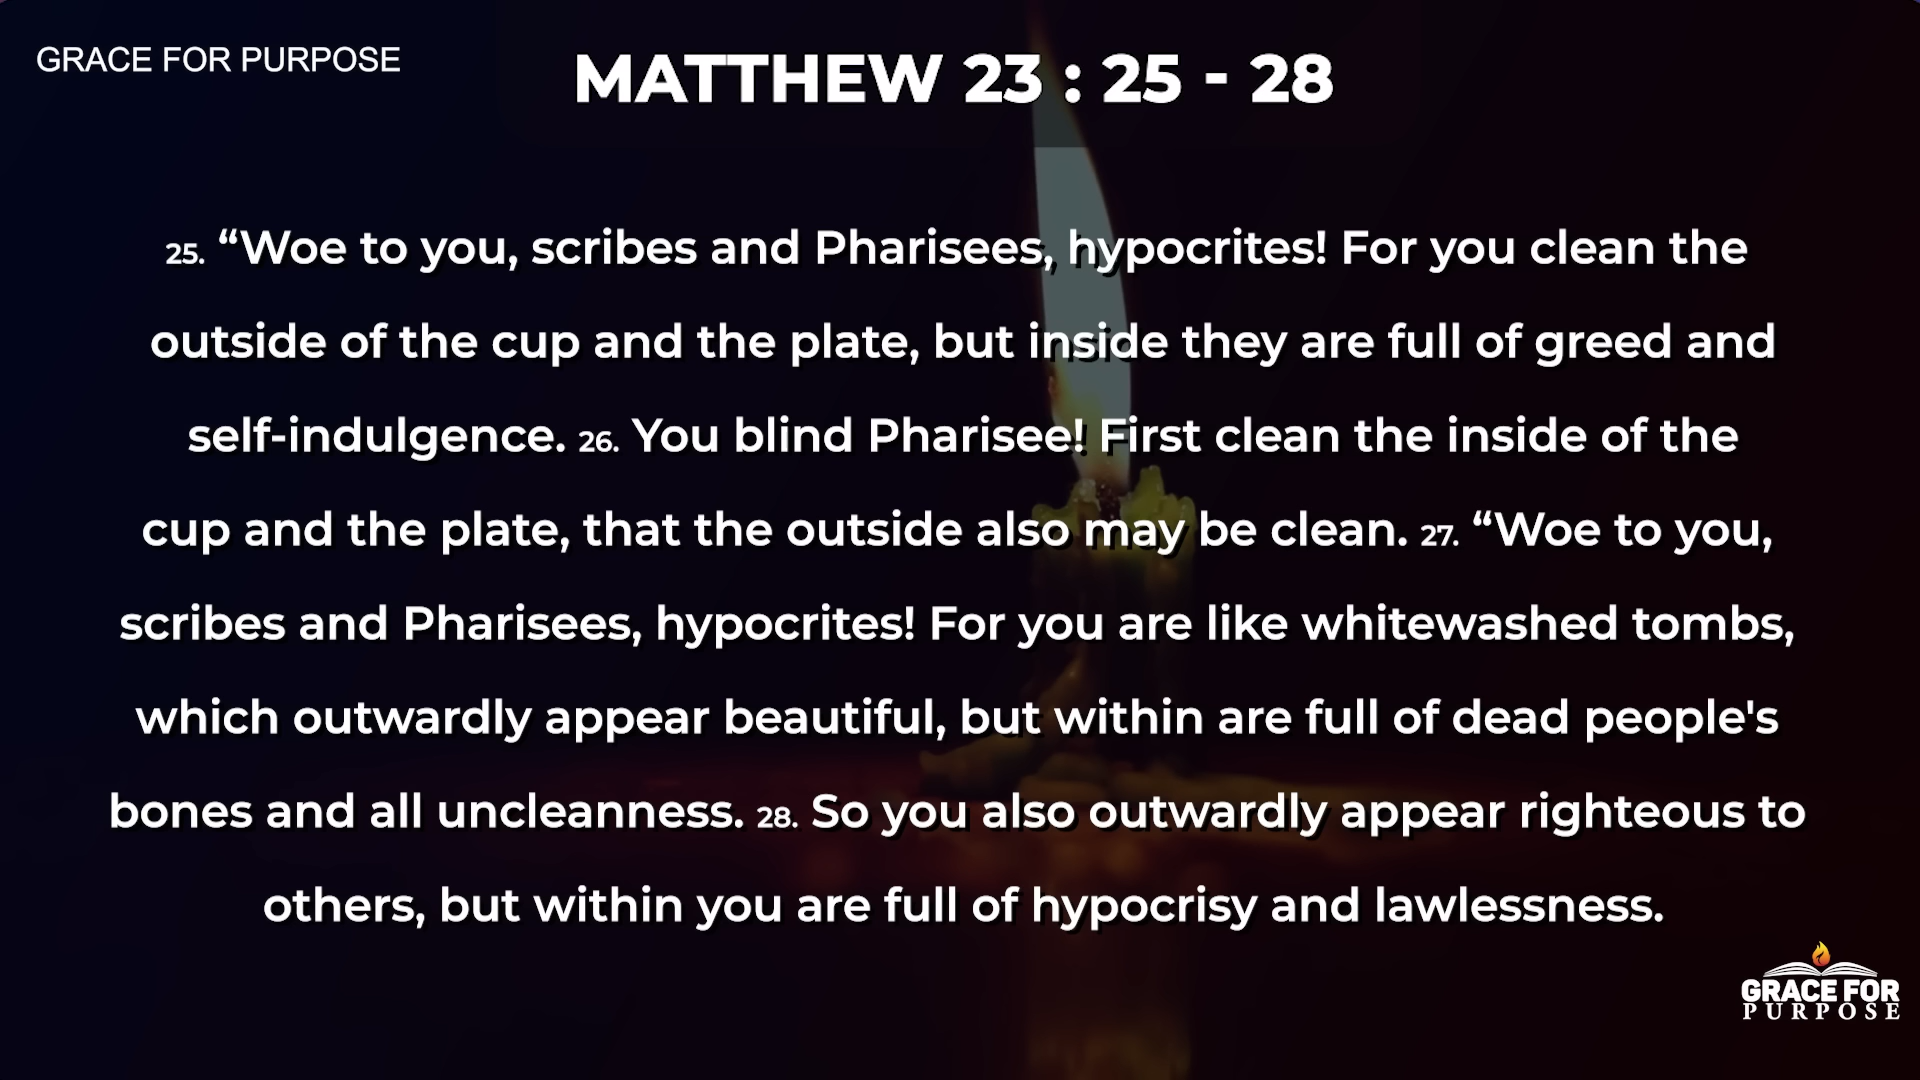 GRACE FOR PURPOSE
MATTHEW 23 : 25 - 28
25. “Woe to you, scribes and Pharisees, hypocrites! For you clean the
outside of the cup and the plate, but inside they are full of greed and
self-indulgence. 26. You blind Pharisee! First clean the inside of the
cup and the plate, that the outside also may be clean. 27. “Woe to you,
scribes and Pharisees, hypocrites! For you are like whitewashed tombs,
which outwardly appear beautiful, but within are full of dead people's
bones and all uncleanness. 28. So you also outwardly appear righteous to
others, but within you are full of hypocrisy and lawlessness.
GRACE FOR
PURPOSE